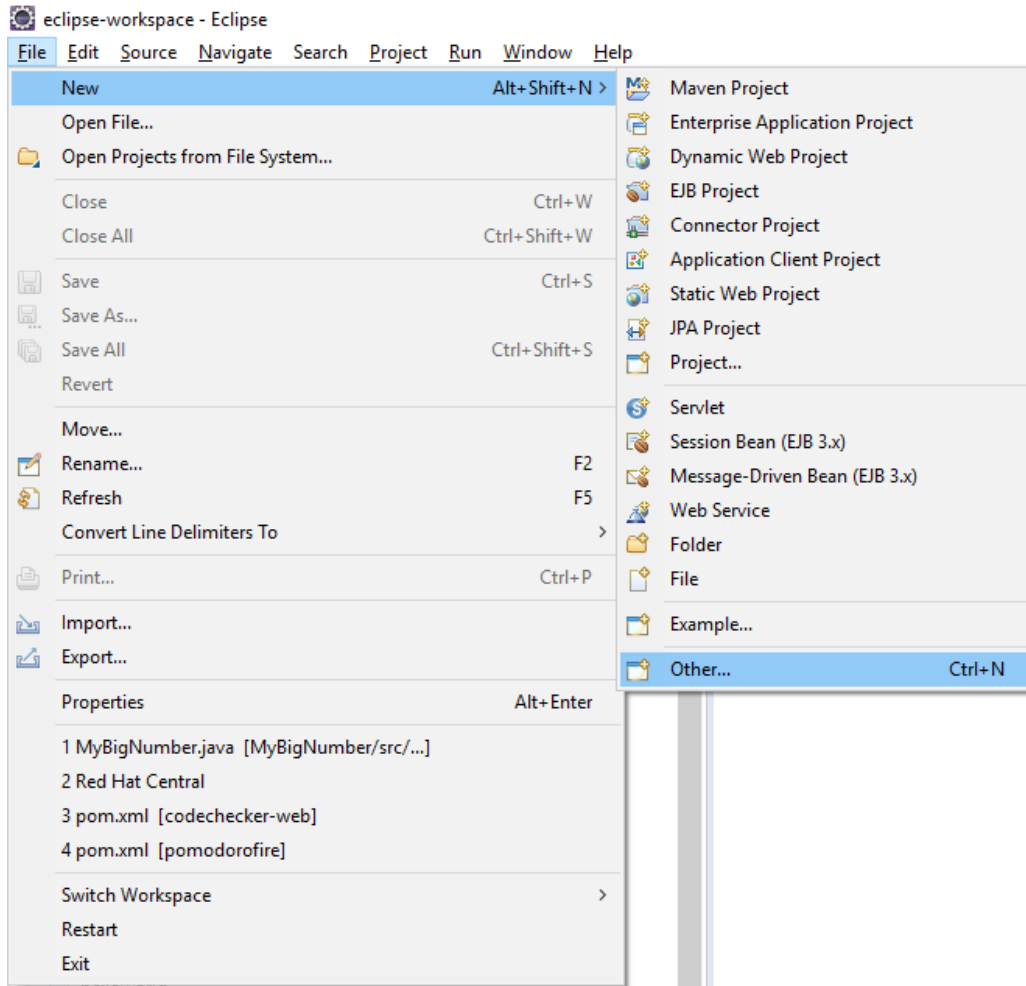 eclipse-workspace - Eclipse
File Edit Source Navigate Search Project Run Window Help
New Alt+Shift+N >
Open File...
Open Projects from File System...
Close Ctrl+W
Close All Ctrl+Shift+W
Save Ctrl+S
Save As...
Save All Ctrl+Shift+S
Revert
Move...
Rename... F2
Refresh F5
Convert Line Delimiters To >
Print... Ctrl+P
Import...
Export...
Properties Alt+Enter
1 MyBigNumber.java [MyBigNumber/src/...]
2 Red Hat Central
3 pom.xml [codechecker-web]
4 pom.xml [pomodorofire]
Switch Workspace >
Restart
Exit
Maven Project
Enterprise Application Project
Dynamic Web Project
EJB Project
Connector Project
Application Client Project
Static Web Project
JPA Project
Project...
Servlet
Session Bean (EJB 3.x)
Message-Driven Bean (EJB 3.x)
Web Service
Folder
File
Example...
Other... Ctrl+N